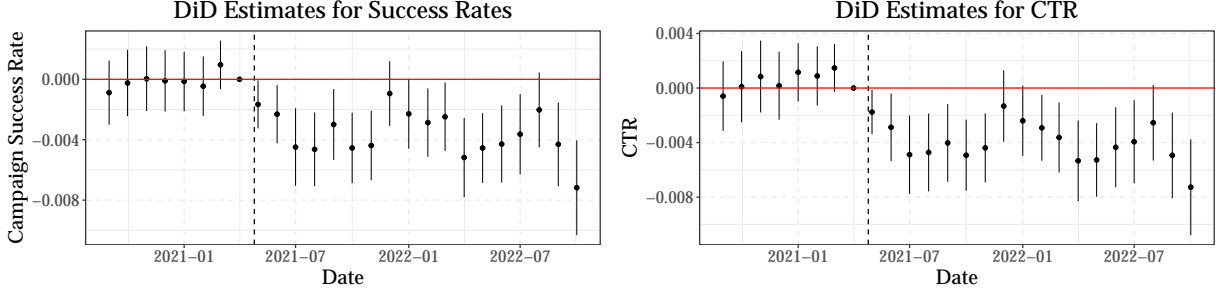 DiD Estimates for Success Rates
Campaign Success Rate
0.000
−0.004
−0.008
2021−01
2021−07
2022−01
2022−07
Date
DiD Estimates for CTR
CTR
0.004
0.000
−0.004
−0.008
2021−01
2021−07
2022−01
2022−07
Date